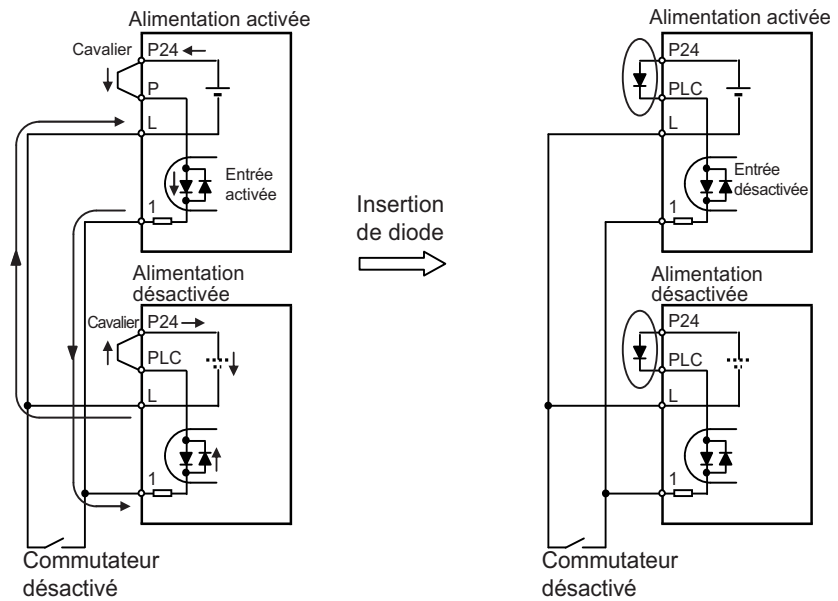 Alimentation activée
Cavalier
P24
P
L
Entrée
activée
1
Alimentation
désactivée
Cavalier
P24
PLC
L
1
Commutateur
désactivé
Insertion
de diode
Alimentation activée
P24
PLC
L
Entrée
désactivée
1
Alimentation
désactivée
P24
PLC
L
1
Commutateur
désactivé